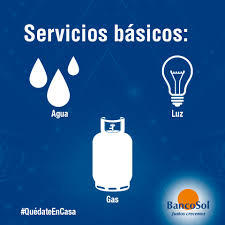 Servicios básicos:
Agua
Luz
Gas
#QuédateEnCasa
BancoSol
Juntos crecemos